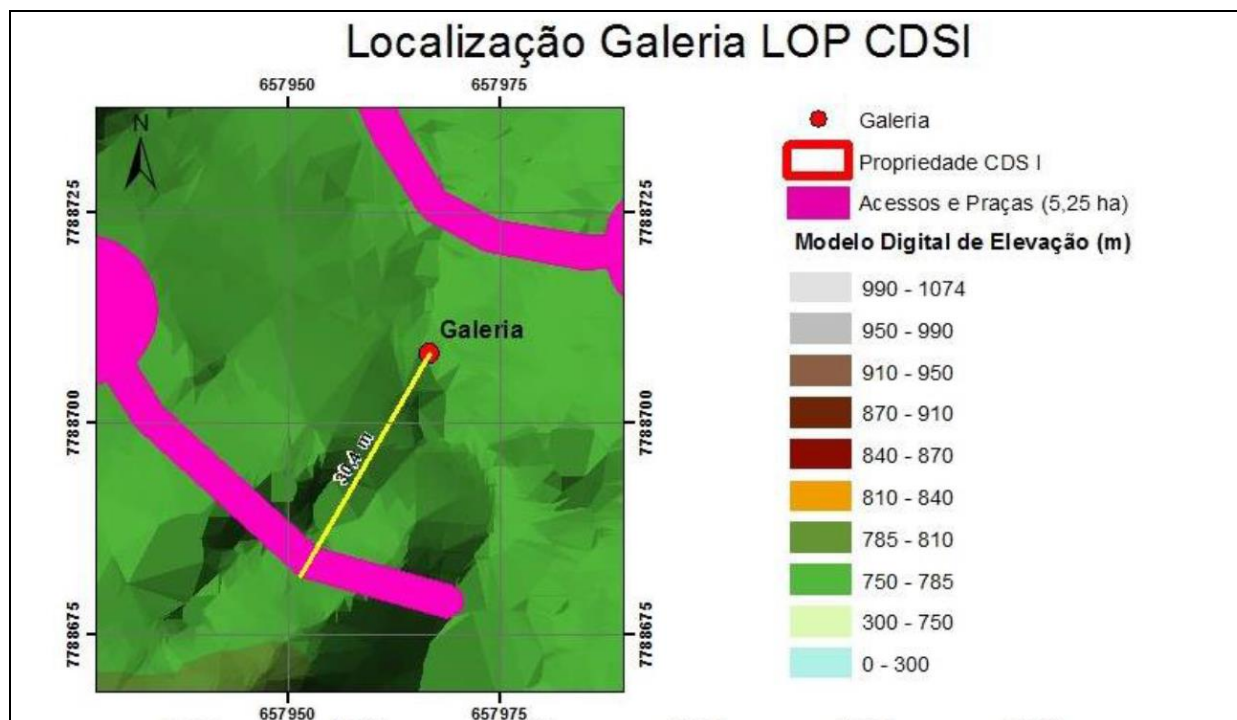 Localização Galeria LOP CDSI
657950 657975
N
7788725 7788725
Galeria
7788700 7788700
30,4 m
7788675 7788675
657950 657975
Galeria
Propriedade CDS I
Acessos e Praças (5,25 ha)
Modelo Digital de Elevação (m)
990 - 1074
950 - 990
910 - 950
870 - 910
840 - 870
810 - 840
785 - 810
750 - 785
300 - 750
0 - 300